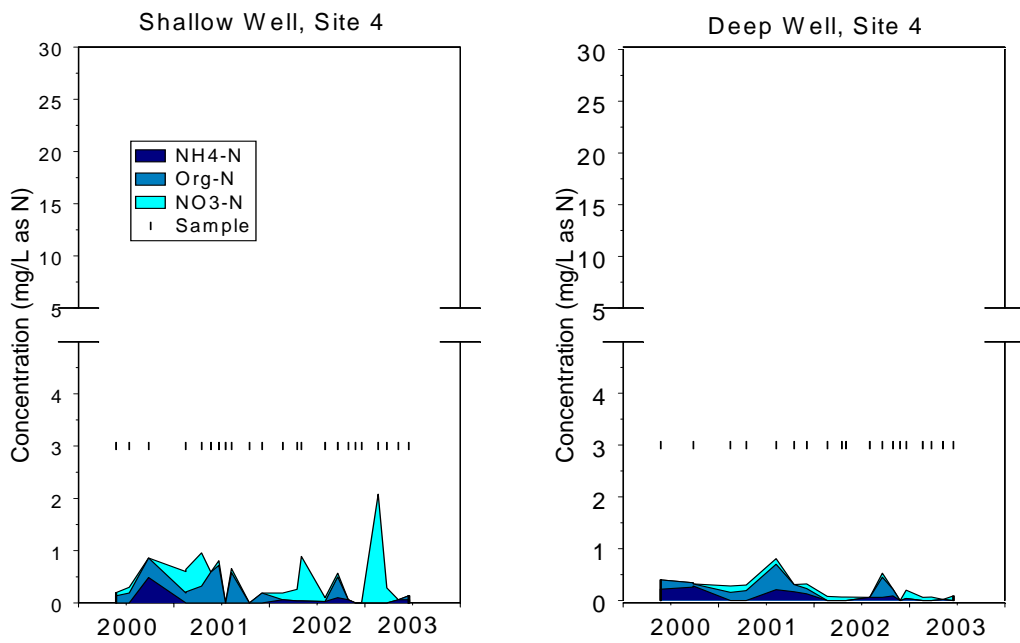 Shallow Well, Site 4
Concentration (mg/L as N)
30
25
20
15
10
5
4
3
2
1
0
NH4-N
Org-N
NO3-N
Sample
2000 2001 2002 2003
Deep Well, Site 4
Concentration (mg/L as N)
30
25
20
15
10
5
4
3
2
1
0
2000 2001 2002 2003